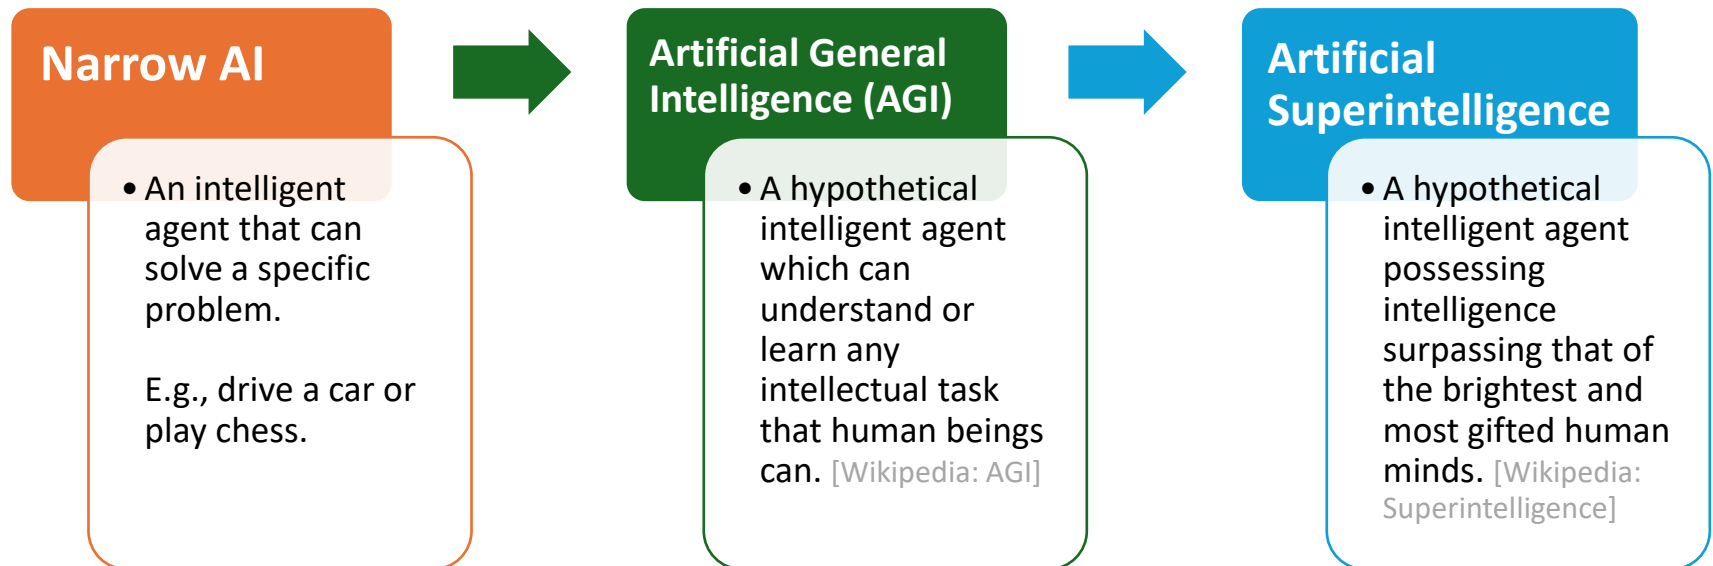 Narrow AI
• An intelligent
agent that can
solve a specific
problem.
E.g., drive a car or
play chess.
Artificial General
Intelligence (AGI)
• A hypothetical
intelligent agent
which can
understand or
learn any
intellectual task
that human beings
can. [Wikipedia: AGI]
Artificial
Superintelligence
• A hypothetical
intelligent agent
possessing
intelligence
surpassing that of
the brightest and
most gifted human
minds. [Wikipedia:
Superintelligence]